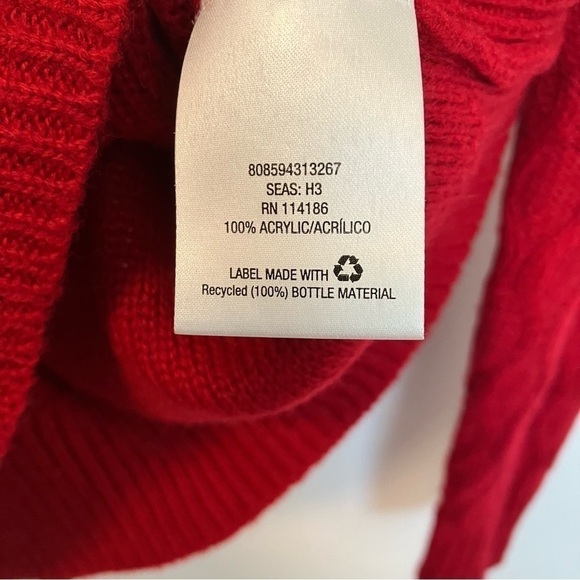 808594313267
SEAS: H3
RN 114186
100% ACRYLIC/ACRÍLICO
LABEL MADE WITH
Recycled (100%) BOTTLE MATERIAL